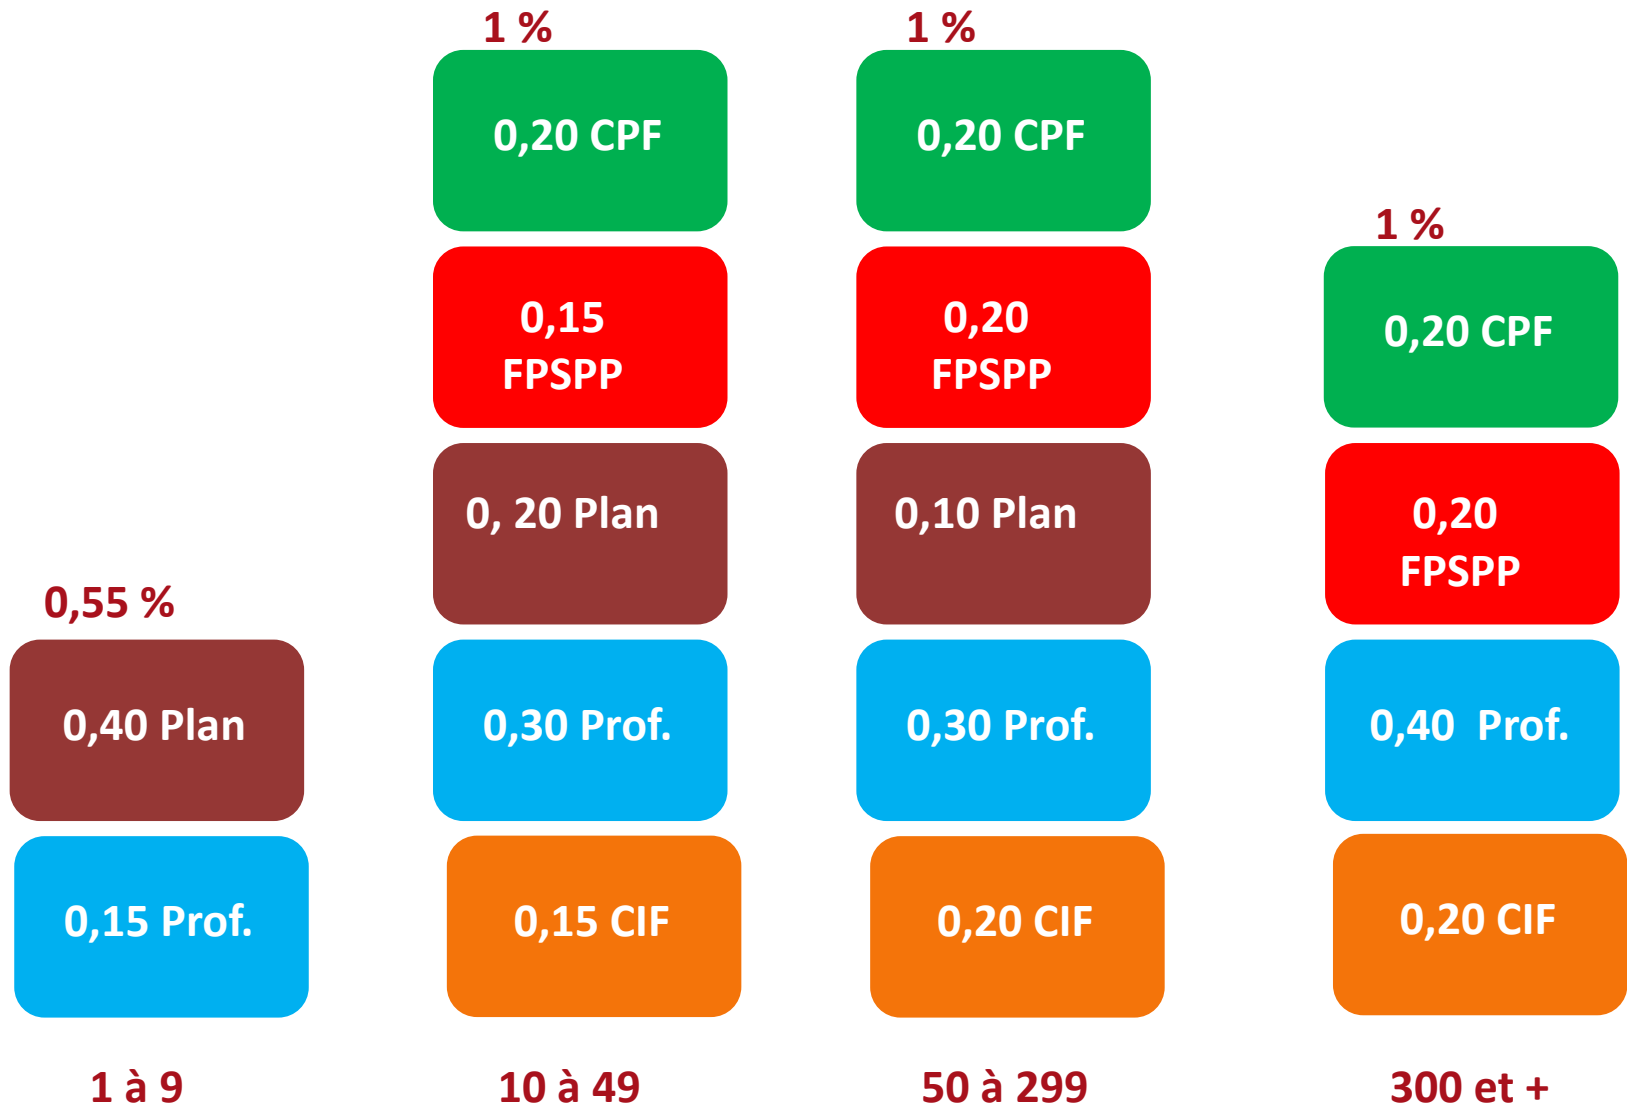 1 %
1 %
0,20 CPF
0,20 CPF
1 %
0,15
FPSPP
0,20
FPSPP
0,20 CPF
0, 20 Plan
0,10 Plan
0,20
FPSPP
0,55 %
0,40 Plan
0,30 Prof.
0,30 Prof.
0,40  Prof.
0,15 Prof.
0,15 CIF
0,20 CIF
0,20 CIF
1 à 9
10 à 49
50 à 299
300 et +